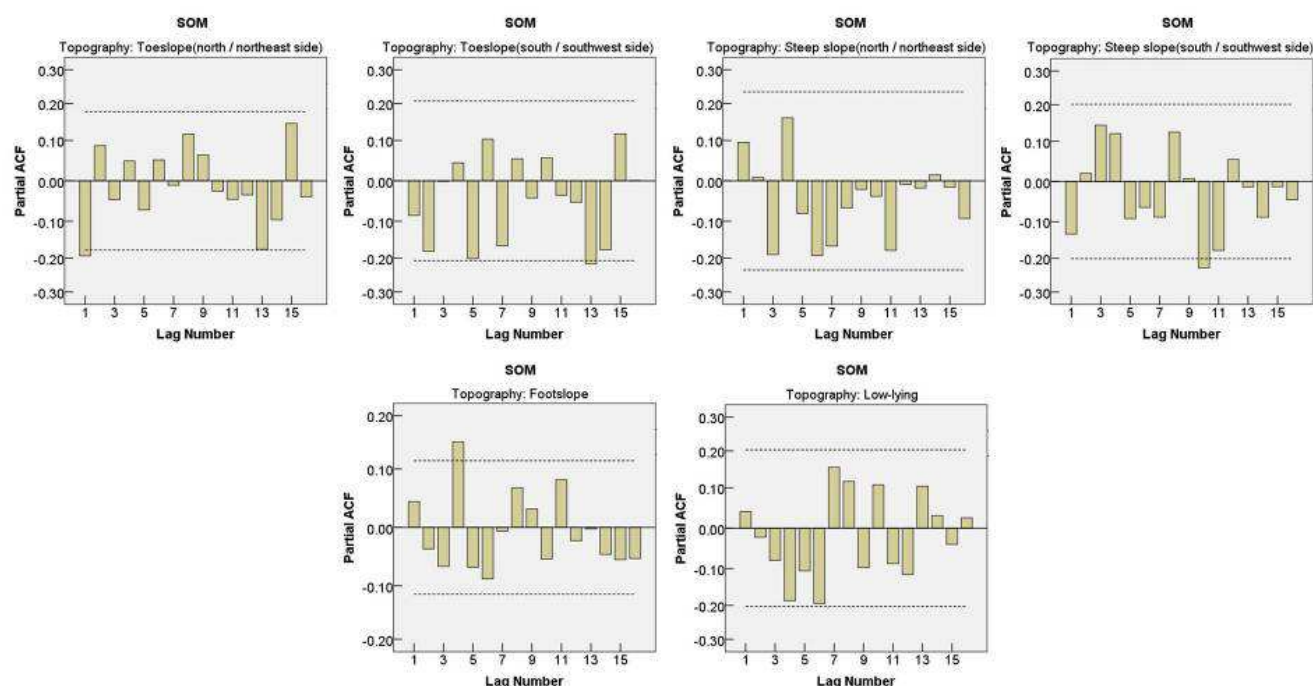 SOM
Topography: Toeslope(north / northeast side)
Partial ACF
0.30
0.20
0.10
0.00
-0.10
-0.20
-0.30
1 3 5 7 9 11 13 15
Lag Number
SOM
Topography: Toeslope(south / southwest side)
Partial ACF
0.30
0.20
0.10
0.00
-0.10
-0.20
-0.30
1 3 5 7 9 11 13 15
Lag Number
SOM
Topography: Steep slope(north / northeast side)
Partial ACF
0.30
0.20
0.10
0.00
-0.10
-0.20
-0.30
1 3 5 7 9 11 13 15
Lag Number
SOM
Topography: Steep slope(south / southwest side)
Partial ACF
0.30
0.20
0.10
0.00
-0.10
-0.20
-0.30
1 3 5 7 9 11 13 15
Lag Number
SOM
Topography: Footslope
Partial ACF
0.20
0.10
0.00
-0.10
-0.20
1 3 5 7 9 11 13 15
Lag Number
SOM
Topography: Low-lying
Partial ACF
0.30
0.20
0.10
0.00
-0.10
-0.20
-0.30
1 3 5 7 9 11 13 15
Lag Number